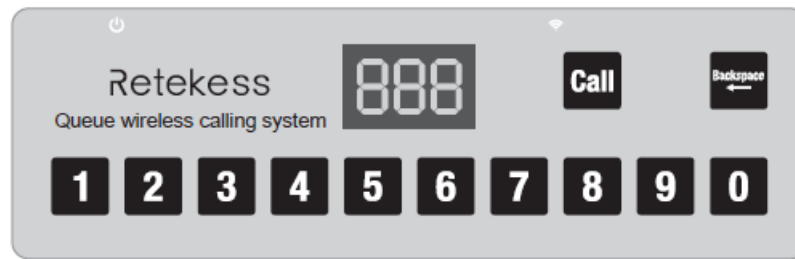 Retekess
888
Call
Backspace
Queue wireless calling system
1 2 3 4 5 6 7 8 9 0